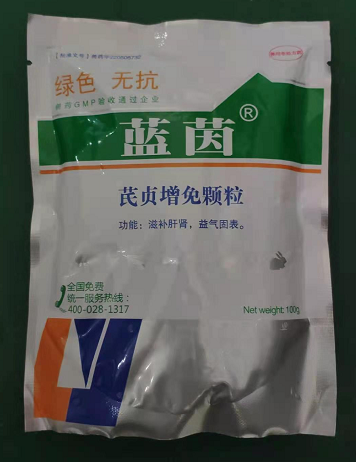 绿色 无抗
兽药GMP验收通过企业
蓝茵®
芪贞增免颗粒
功能：滋补肝肾，益气固表。
全国免费
统一服务热线：
400-028-1317
Net weight: 100g
业